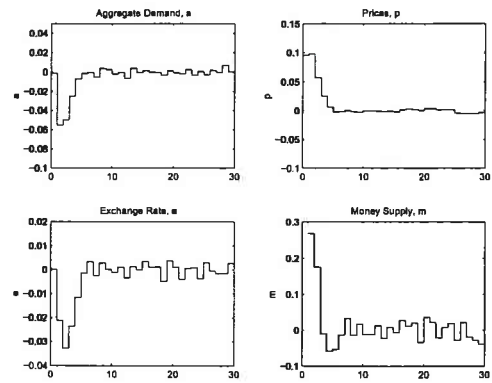 Aggregate Demand, a
0.04
0.02
0
-0.02
-0.04
-0.06
-0.08
-0.1
a
0 10 20 30
Prices, p
0.15
0.1
0.05
0
-0.05
-0.1
p
0 10 20 30
Exchange Rate, e
0.02
0.01
0
-0.01
-0.02
-0.03
-0.04
e
0 10 20 30
Money Supply, m
0.3
0.2
0.1
0
-0.1
m
0 10 20 30